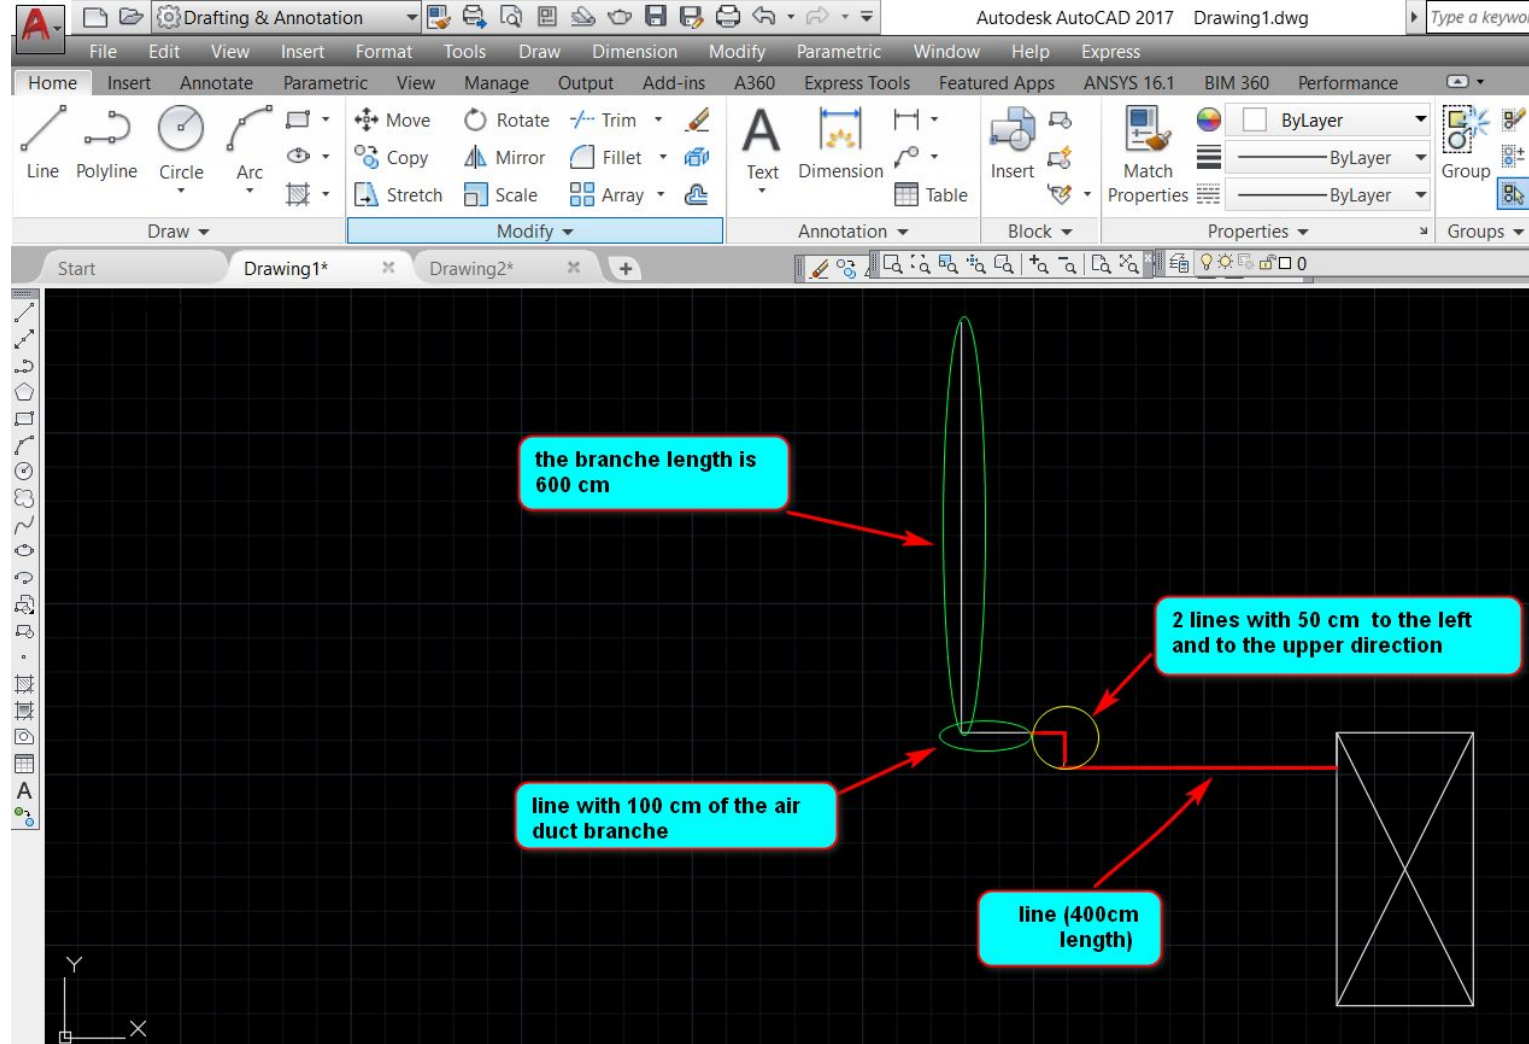 Drafting & Annotation
Autodesk AutoCAD 2017 Drawing1.dwg
Type a keywor
File Edit View Insert Format Tools Draw Dimension Modify Parametric Window Help Express
Home Insert Annotate Parametric View Manage Output Add-ins A360 Express Tools Featured Apps ANSYS 16.1 BIM 360 Performance
Line Polyline Circle Arc
Move Rotate Trim
Copy Mirror Fillet
Stretch Scale Array
Text Dimension Table
Insert
Match
Properties
ByLayer
ByLayer
ByLayer
Group
Draw Modify Annotation Block Properties Groups
Start Drawing1* Drawing2*
0
the branche length is
600 cm
2 lines with 50 cm to the left
and to the upper direction
line with 100 cm of the air
duct branche
line (400cm
length)
Y
X